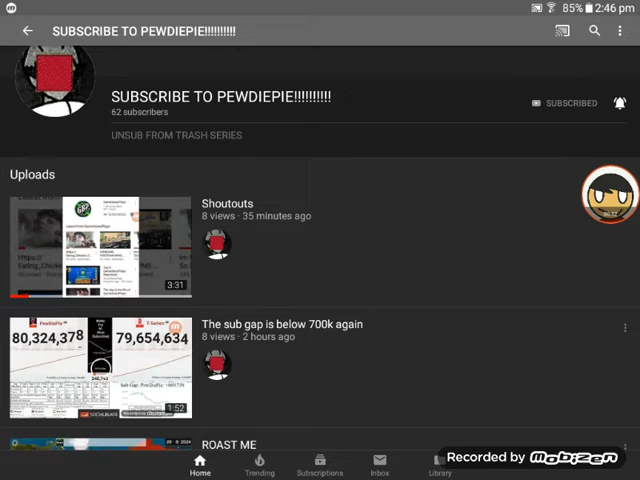 85% 2:46 pm
SUBSCRIBE TO PEWDIEPIE!!!!!!!!!!
SUBSCRIBE TO PEWDIEPIE!!!!!!!!!!
62 subscribers
SUBSCRIBED
UNSUB FROM TRASH SERIES
Uploads
Shoutouts
8 views · 35 minutes ago
3:31
The sub gap is below 700k again
8 views · 2 hours ago
80,324,378
79,654,634
1:52
ROAST ME
Home
Trending
Subscriptions
Inbox
Library
Recorded by mobizen